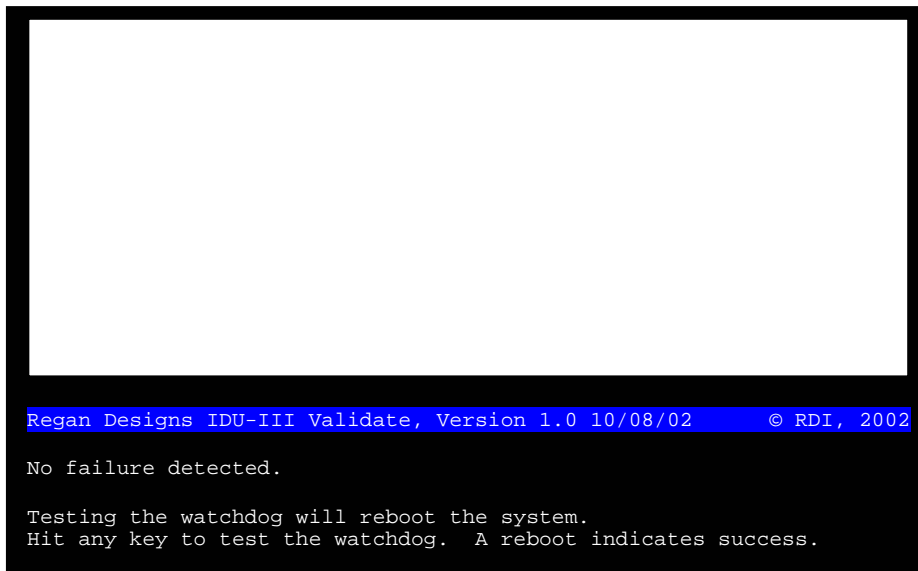 Regan Designs IDU-III Validate, Version 1.0 10/08/02 © RDI, 2002
No failure detected.
Testing the watchdog will reboot the system.
Hit any key to test the watchdog.  A reboot indicates success.